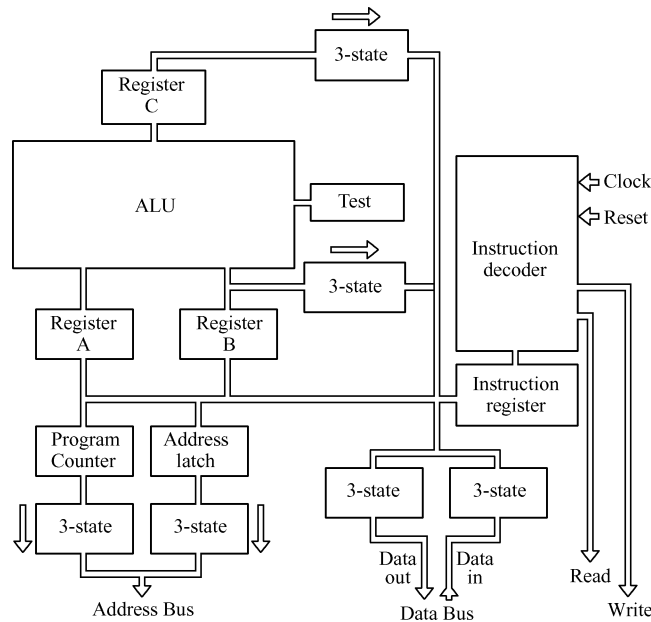 3-state
Register
C
ALU
Test
Clock
Reset
Instruction
decoder
3-state
Register
A
Register
B
Instruction
register
Program
Counter
Address
latch
3-state
3-state
3-state
3-state
Data
out
Data
in
Read
Address Bus
Data Bus
Write